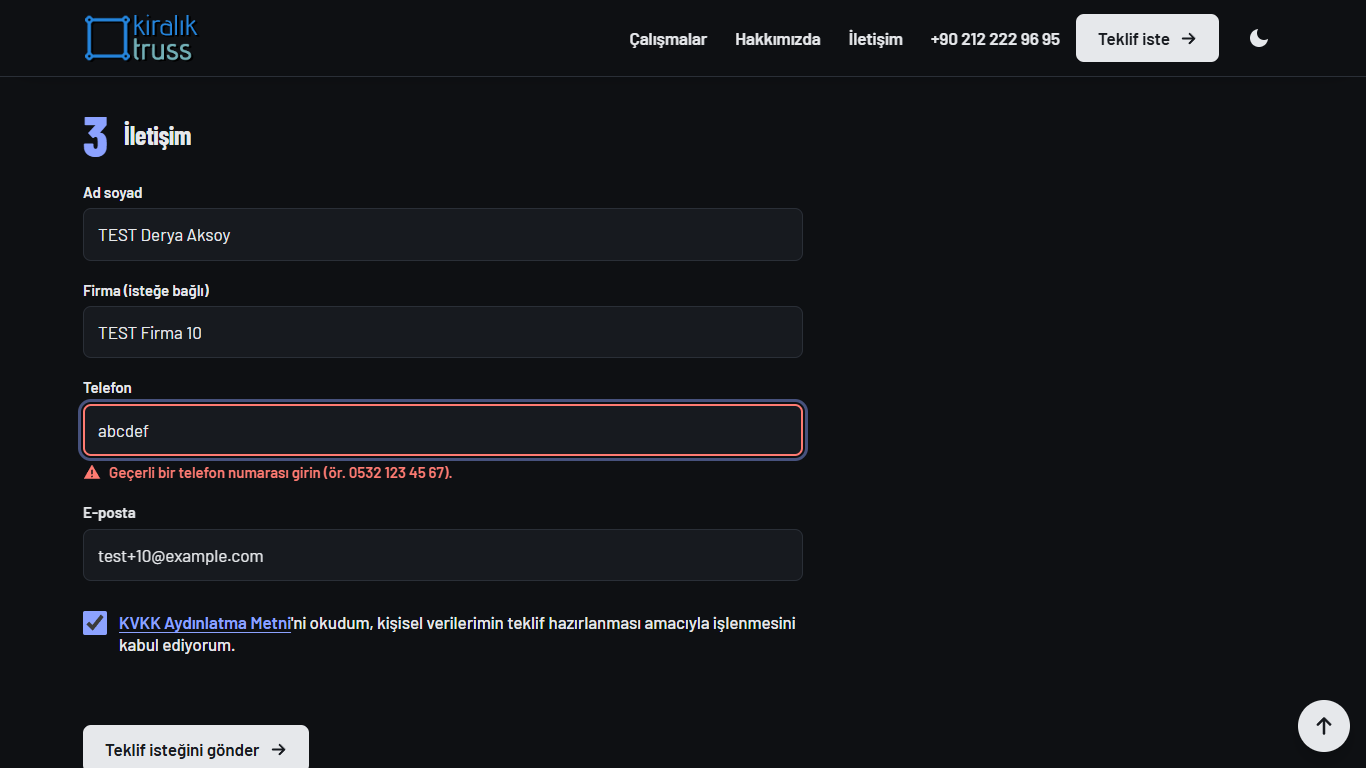 kiralık
truss
Çalışmalar Hakkımızda İletişim +90 212 222 96 95 Teklif iste
3 İletişim
Ad soyad
TEST Derya Aksoy
Firma (isteğe bağlı)
TEST Firma 10
Telefon
abcdef
Geçerli bir telefon numarası girin (ör. 0532 123 45 67).
E-posta
test+10@example.com
KVKK Aydınlatma Metni'ni okudum, kişisel verilerimin teklif hazırlanması amacıyla işlenmesini
kabul ediyorum.
Teklif isteğini gönder